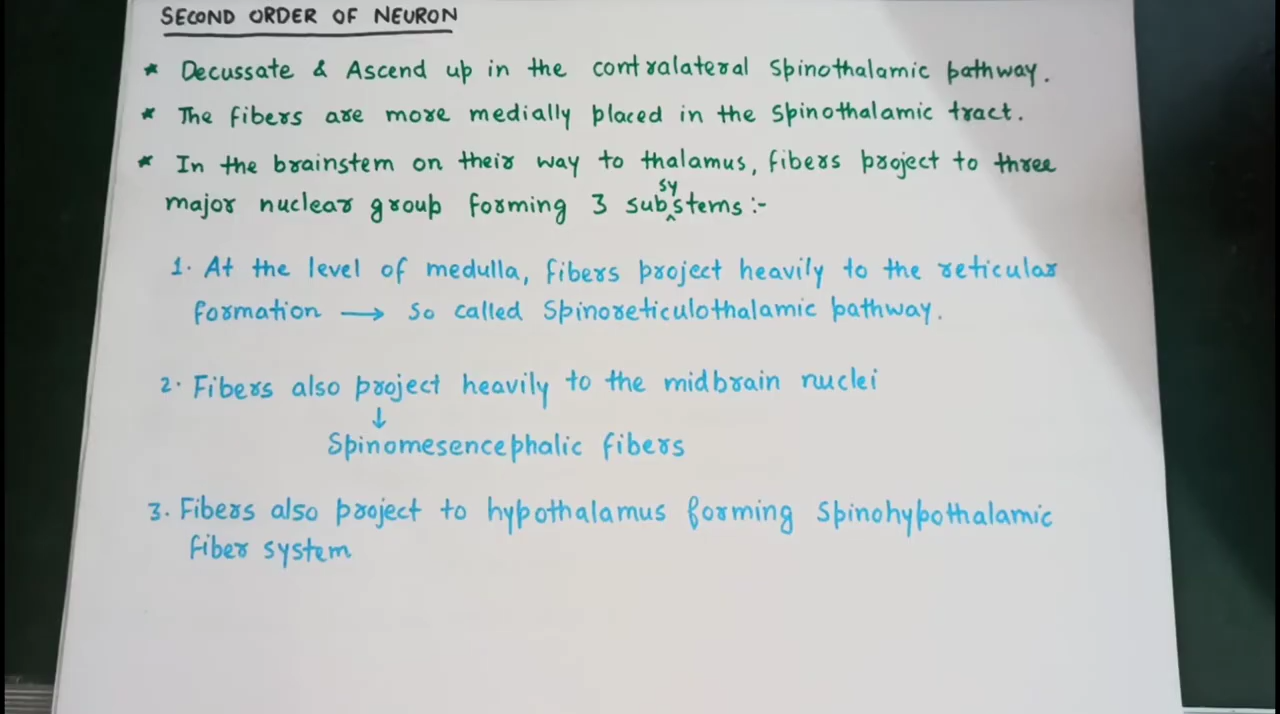 SECOND ORDER OF NEURON
* Decussate & Ascend up in the contralateral spinothalamic pathway.
* The fibers are more medially placed in the spinothalamic tract.
* In the brainstem on their way to thalamus, fibers project to three
major nuclear group forming 3 subsystems :-
1. At the level of medulla, fibers project heavily to the reticular
formation → So called Spinoreticulothalamic pathway.
2. Fibers also project heavily to the midbrain nuclei
↓
Spinomesencephalic fibers
3. Fibers also project to hypothalamus forming Spinohypothalamic
fiber system